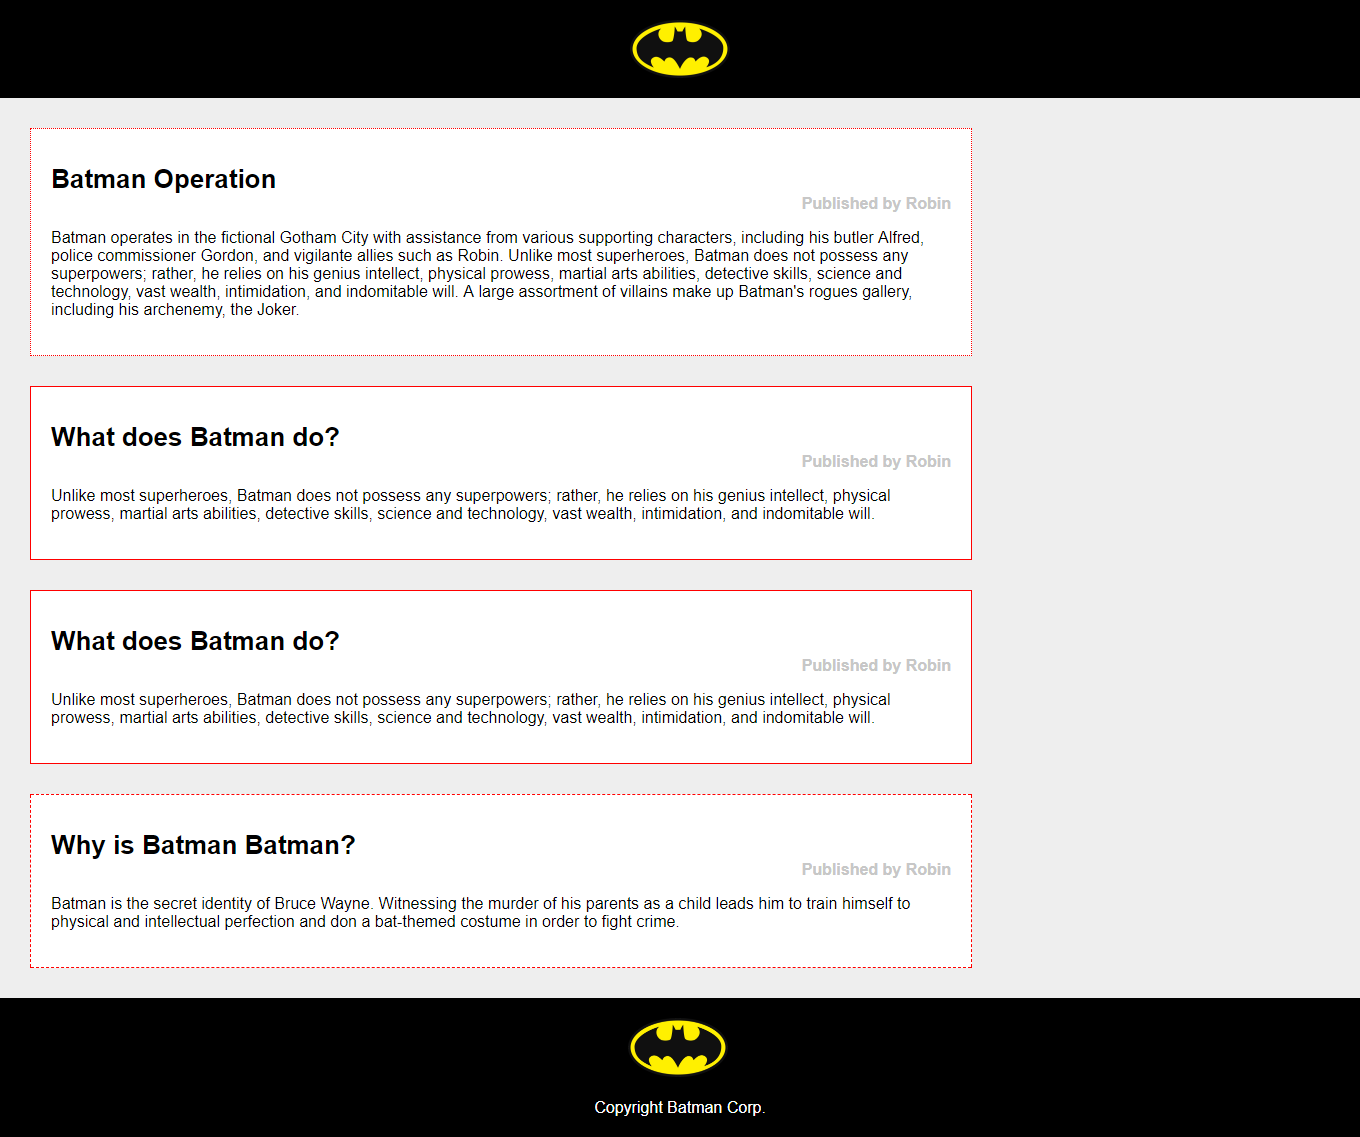 Batman Operation
Published by Robin
Batman operates in the fictional Gotham City with assistance from various supporting characters, including his butler Alfred,
police commissioner Gordon, and vigilante allies such as Robin. Unlike most superheroes, Batman does not possess any
superpowers; rather, he relies on his genius intellect, physical prowess, martial arts abilities, detective skills, science and
technology, vast wealth, intimidation, and indomitable will. A large assortment of villains make up Batman's rogues gallery,
including his archenemy, the Joker.
What does Batman do?
Published by Robin
Unlike most superheroes, Batman does not possess any superpowers; rather, he relies on his genius intellect, physical
prowess, martial arts abilities, detective skills, science and technology, vast wealth, intimidation, and indomitable will.
What does Batman do?
Published by Robin
Unlike most superheroes, Batman does not possess any superpowers; rather, he relies on his genius intellect, physical
prowess, martial arts abilities, detective skills, science and technology, vast wealth, intimidation, and indomitable will.
Why is Batman Batman?
Published by Robin
Batman is the secret identity of Bruce Wayne. Witnessing the murder of his parents as a child leads him to train himself to
physical and intellectual perfection and don a bat-themed costume in order to fight crime.
Copyright Batman Corp.